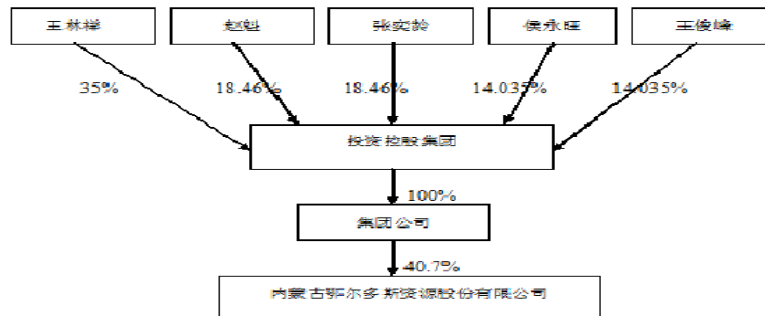 王林祥
赵魁
张奕龄
侯永旺
王俊峰
35%
18.46%
18.46%
14.035%
14.035%
投资控股集团
100%
集团公司
40.7%
内蒙古鄂尔多斯资源股份有限公司